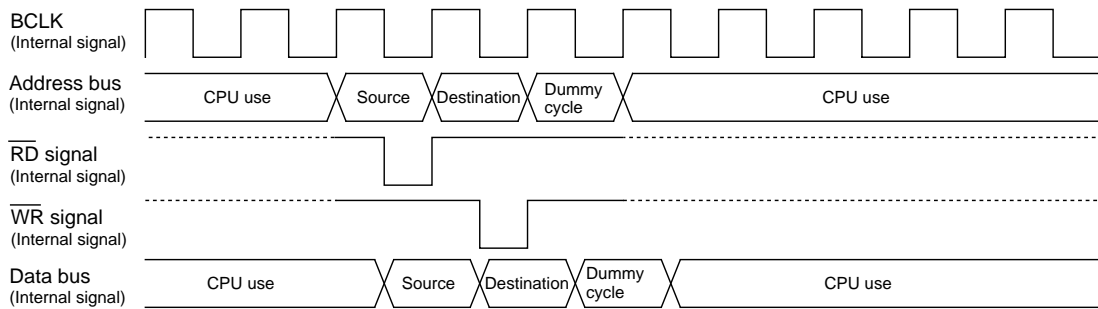 BCLK
(Internal signal)
Address bus
(Internal signal)
CPU use
Source
Destination
Dummy
cycle
CPU use
RD signal
(Internal signal)
WR signal
(Internal signal)
Data bus
(Internal signal)
CPU use
Source
Destination
Dummy
cycle
CPU use